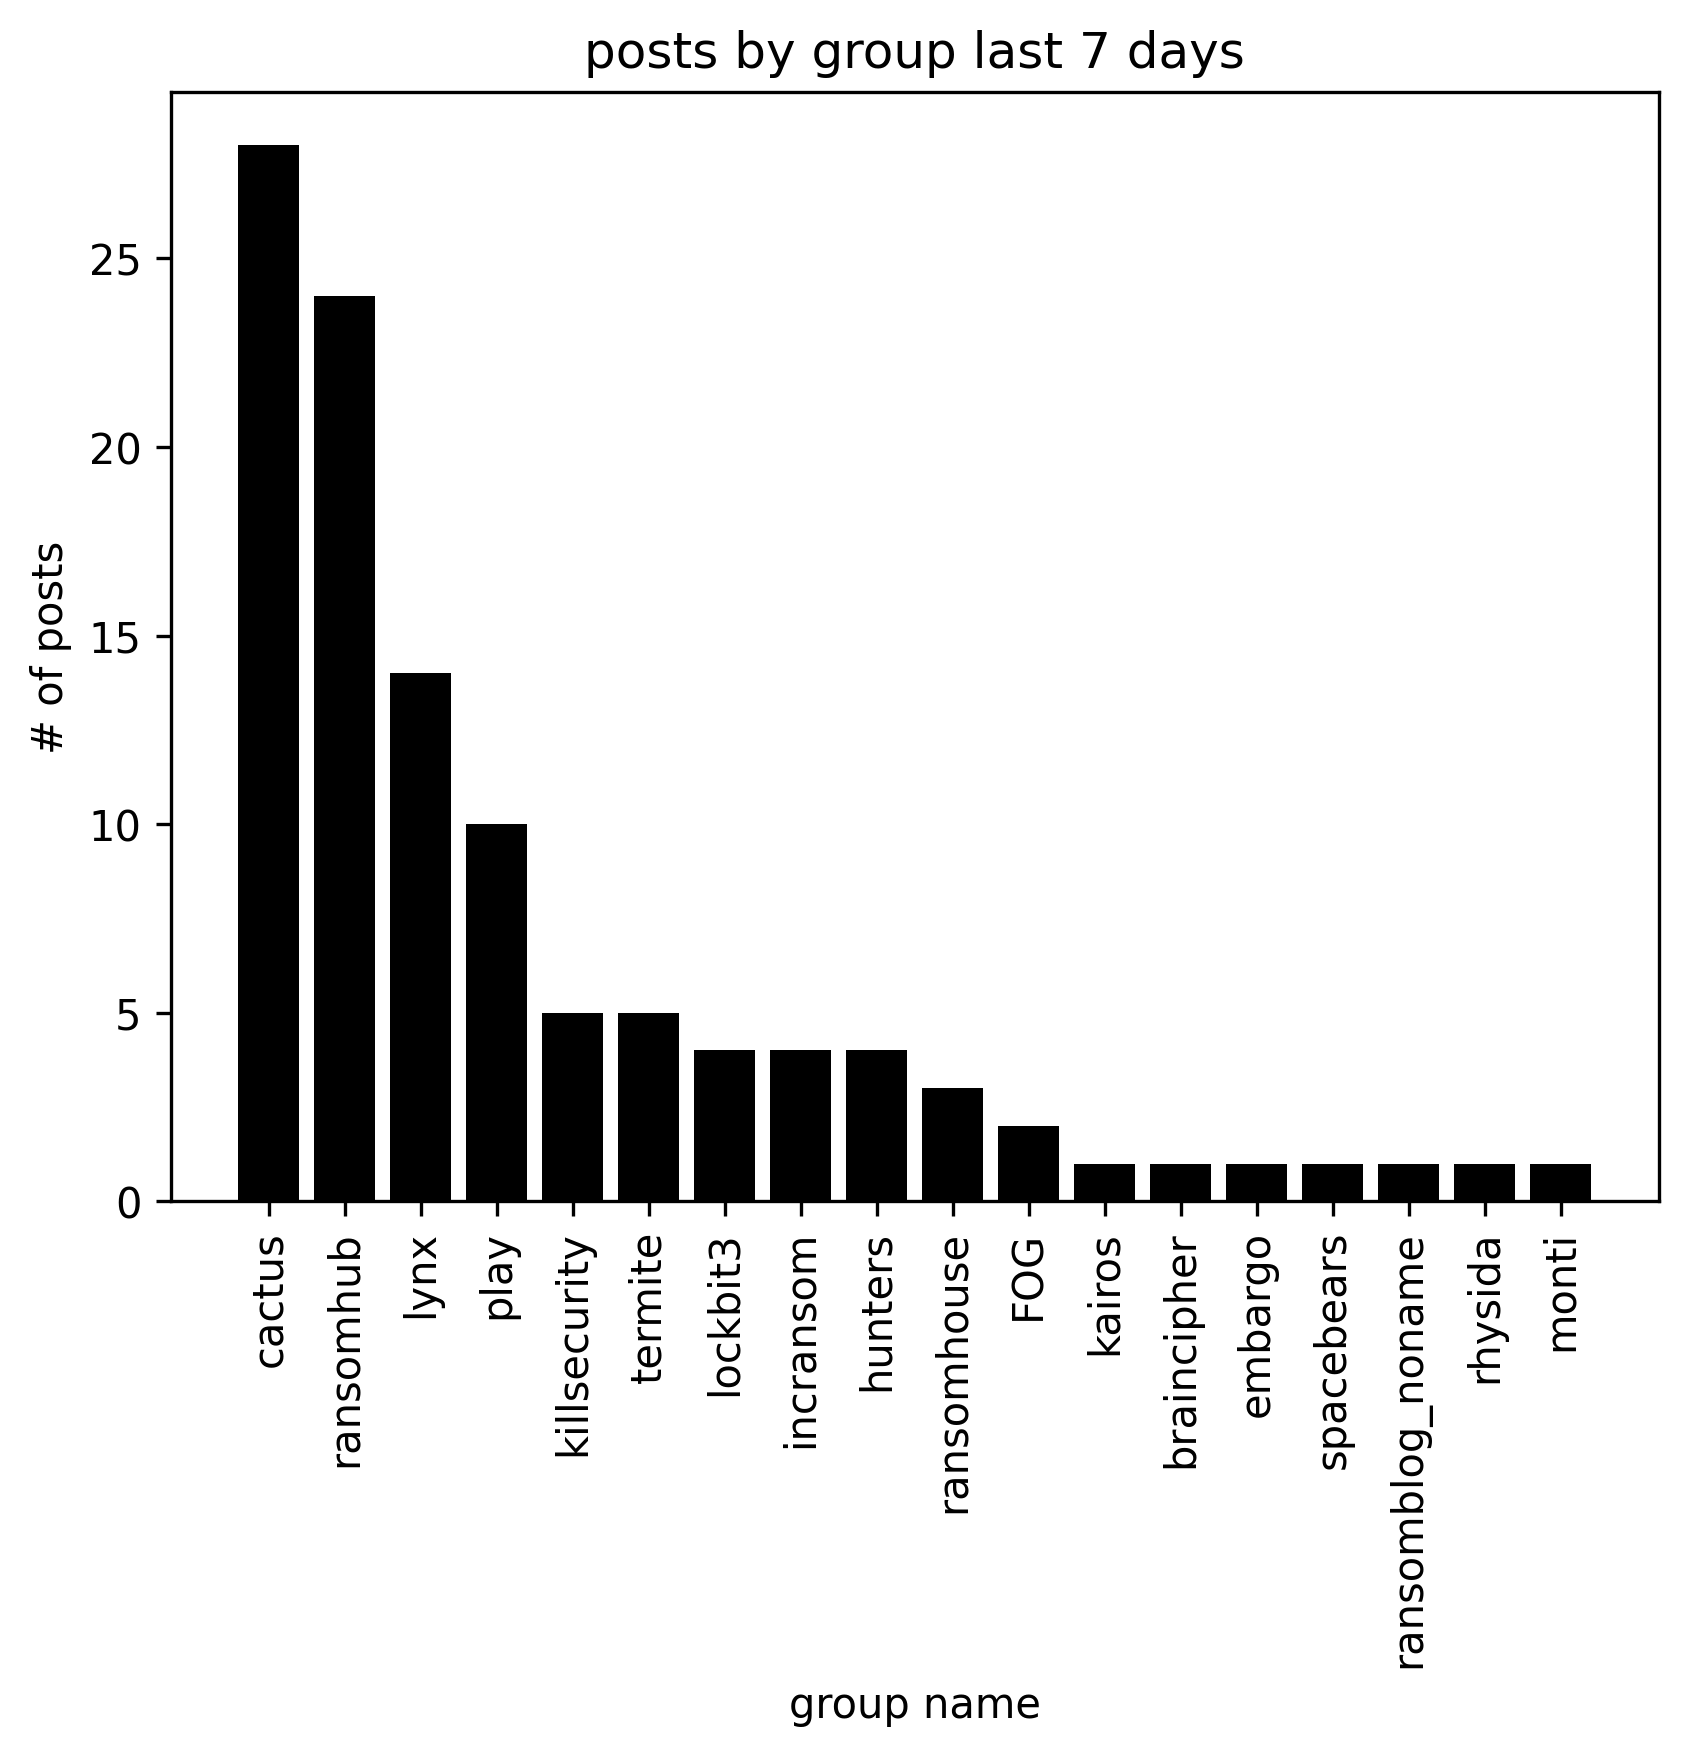 posts by group last 7 days
# of posts
25
20
15
10
5
0
cactus
ransomhub
lynx
play
killsecurity
termite
lockbit3
incransom
hunters
ransomhouse
FOG
kairos
braincipher
embargo
spacebears
ransomblog_noname
rhysida
monti
group name